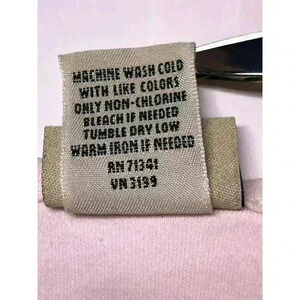 MACHINE WASH COLD
WITH LIKE COLORS
ONLY NON-CHLORINE
BLEACH IF NEEDED
TUMBLE DRY LOW
WARM IRON IF NEEDED
RN 71341
VN 3199